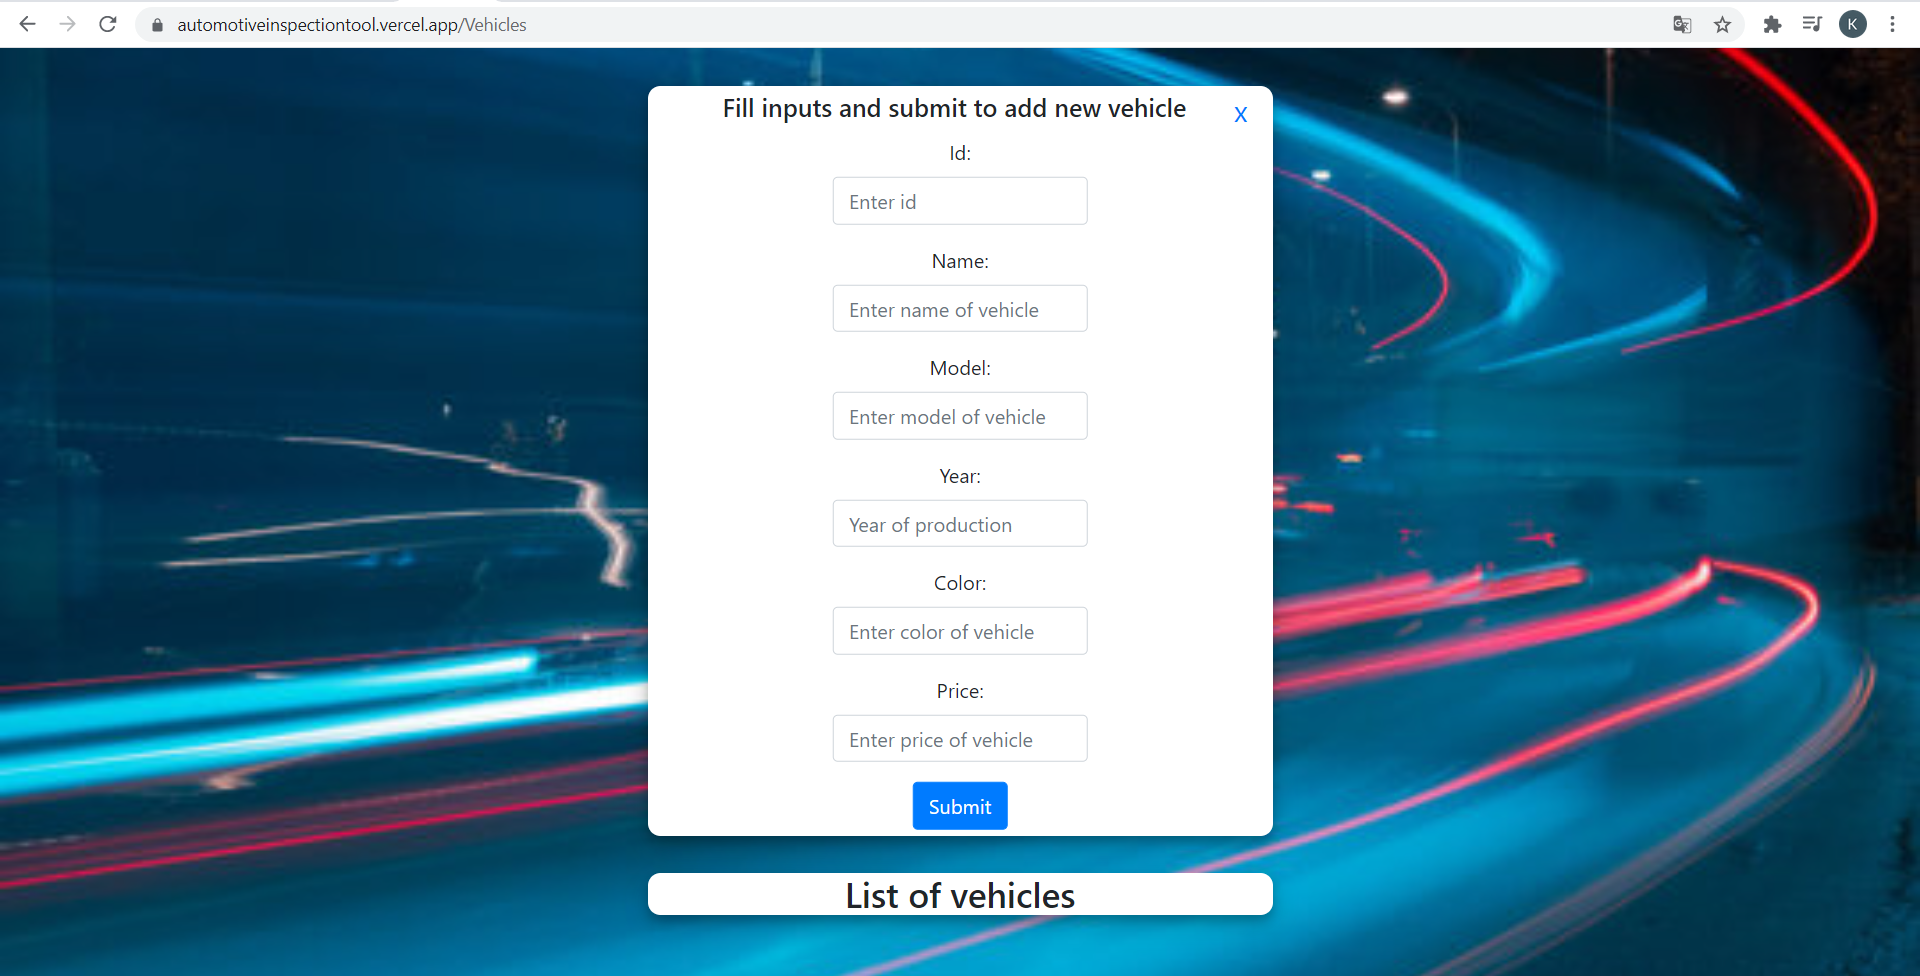 automotiveinspectiontool.vercel.app/Vehicles
K
Fill inputs and submit to add new vehicle
X
Id:
Enter id
Name:
Enter name of vehicle
Model:
Enter model of vehicle
Year:
Year of production
Color:
Enter color of vehicle
Price:
Enter price of vehicle
Submit
List of vehicles